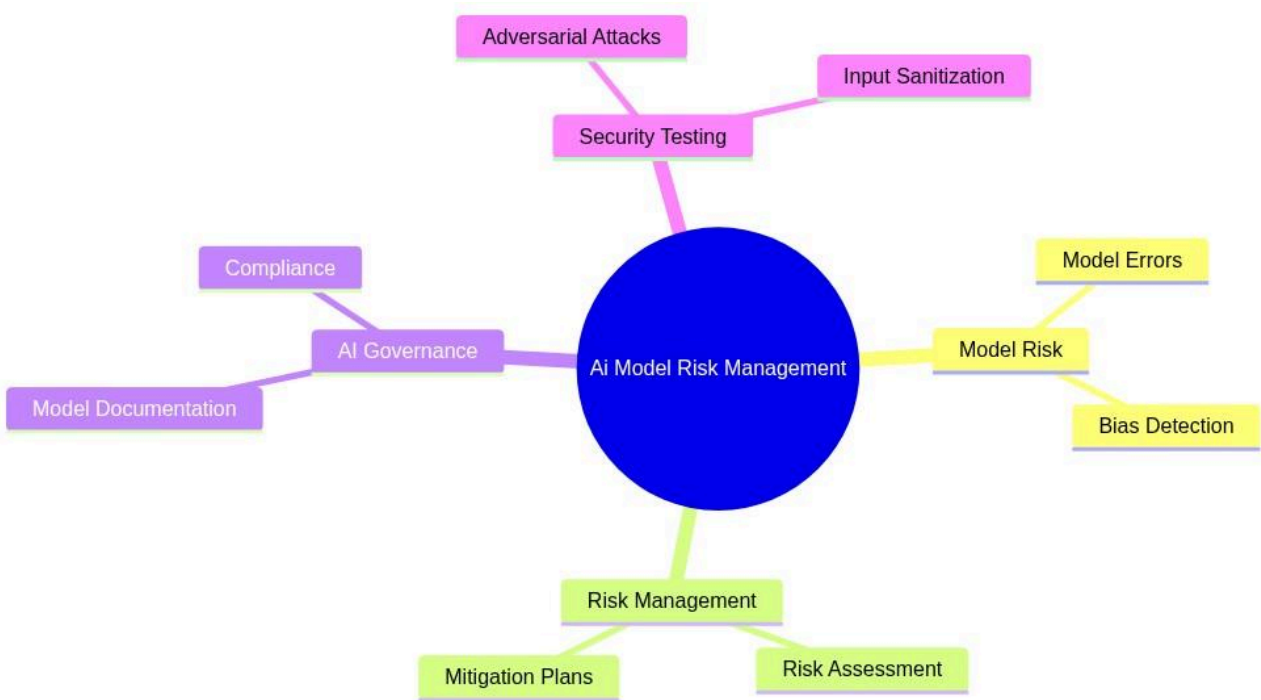 Adversarial Attacks
Input Sanitization
Security Testing
Compliance
Model Errors
AI Governance
Ai Model Risk Management
Model Risk
Model Documentation
Bias Detection
Risk Management
Mitigation Plans
Risk Assessment